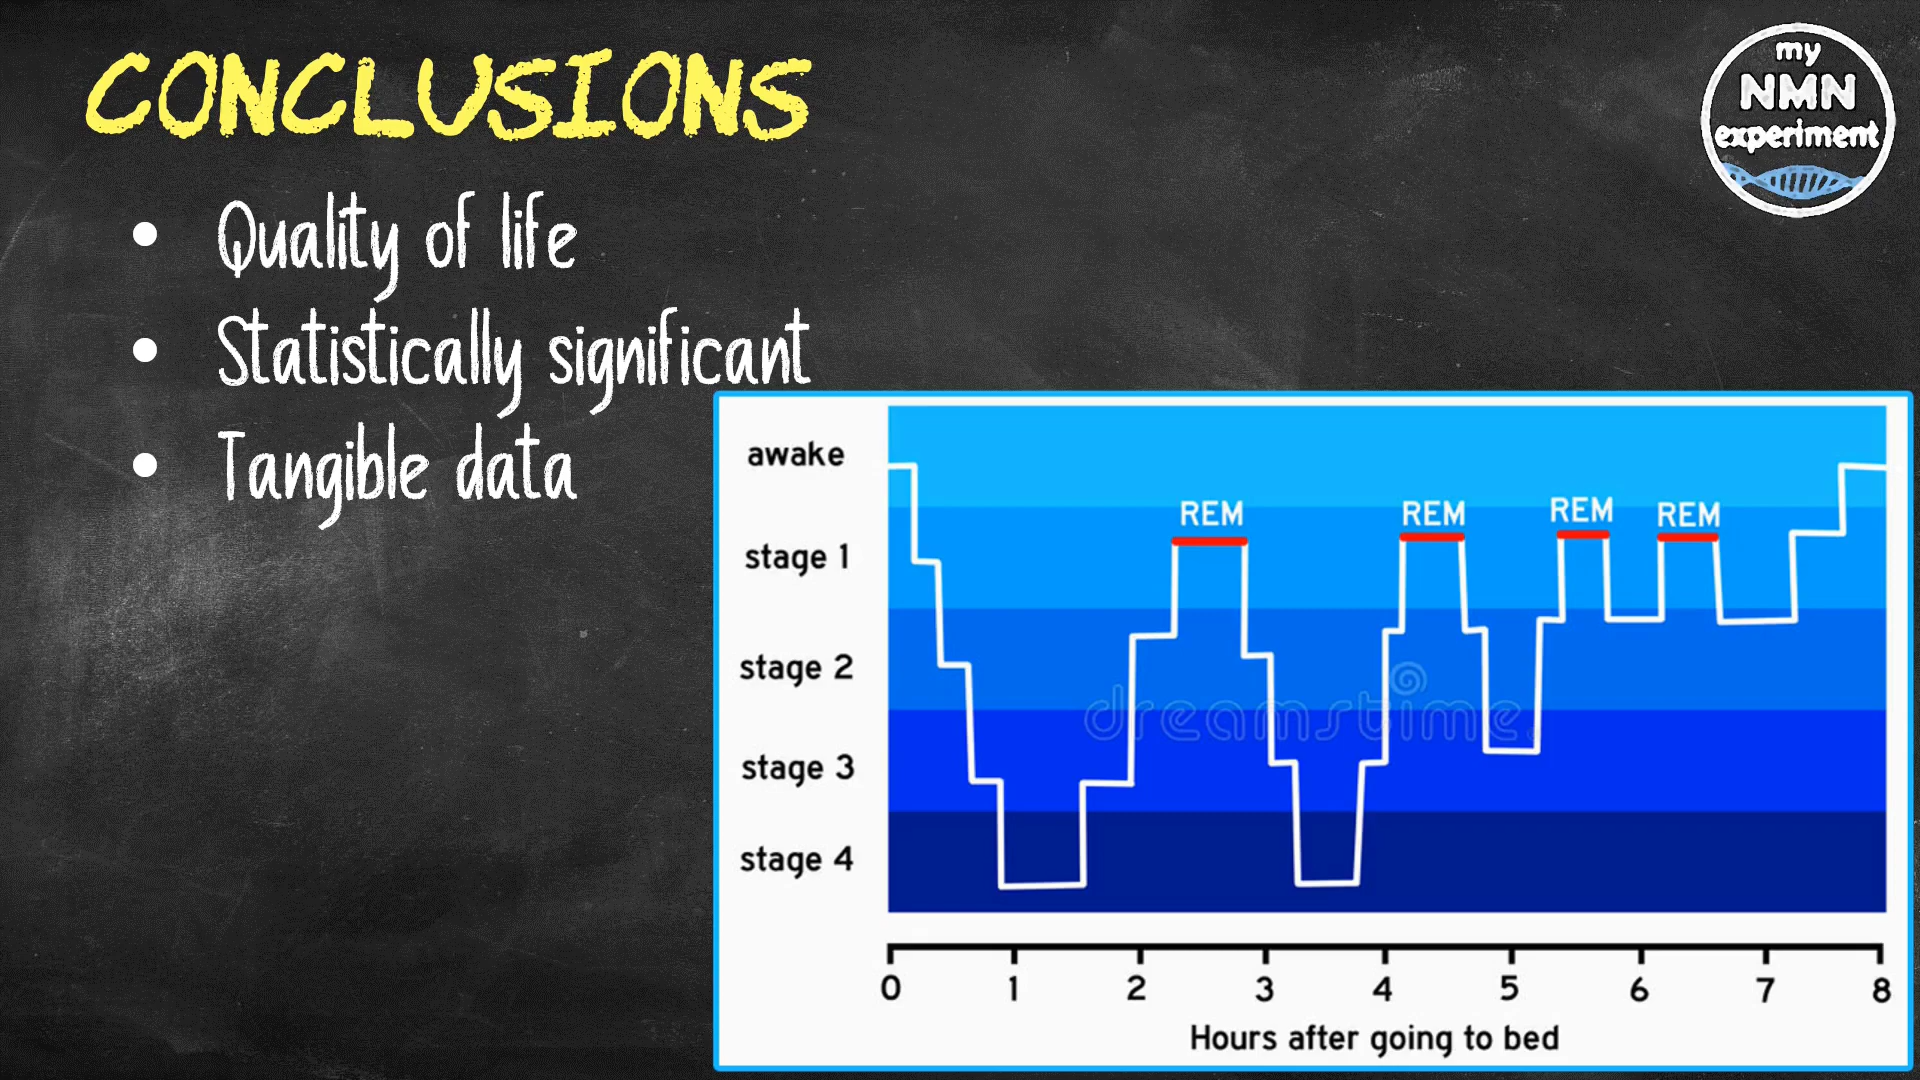 CONCLUSIONS
my
NMN
experiment
• Quality of life
• Statistically significant
• Tangible data
awake
stage 1
stage 2
stage 3
stage 4
REM
REM
REM
REM
dreamstime.
0 1 2 3 4 5 6 7 8
Hours after going to bed